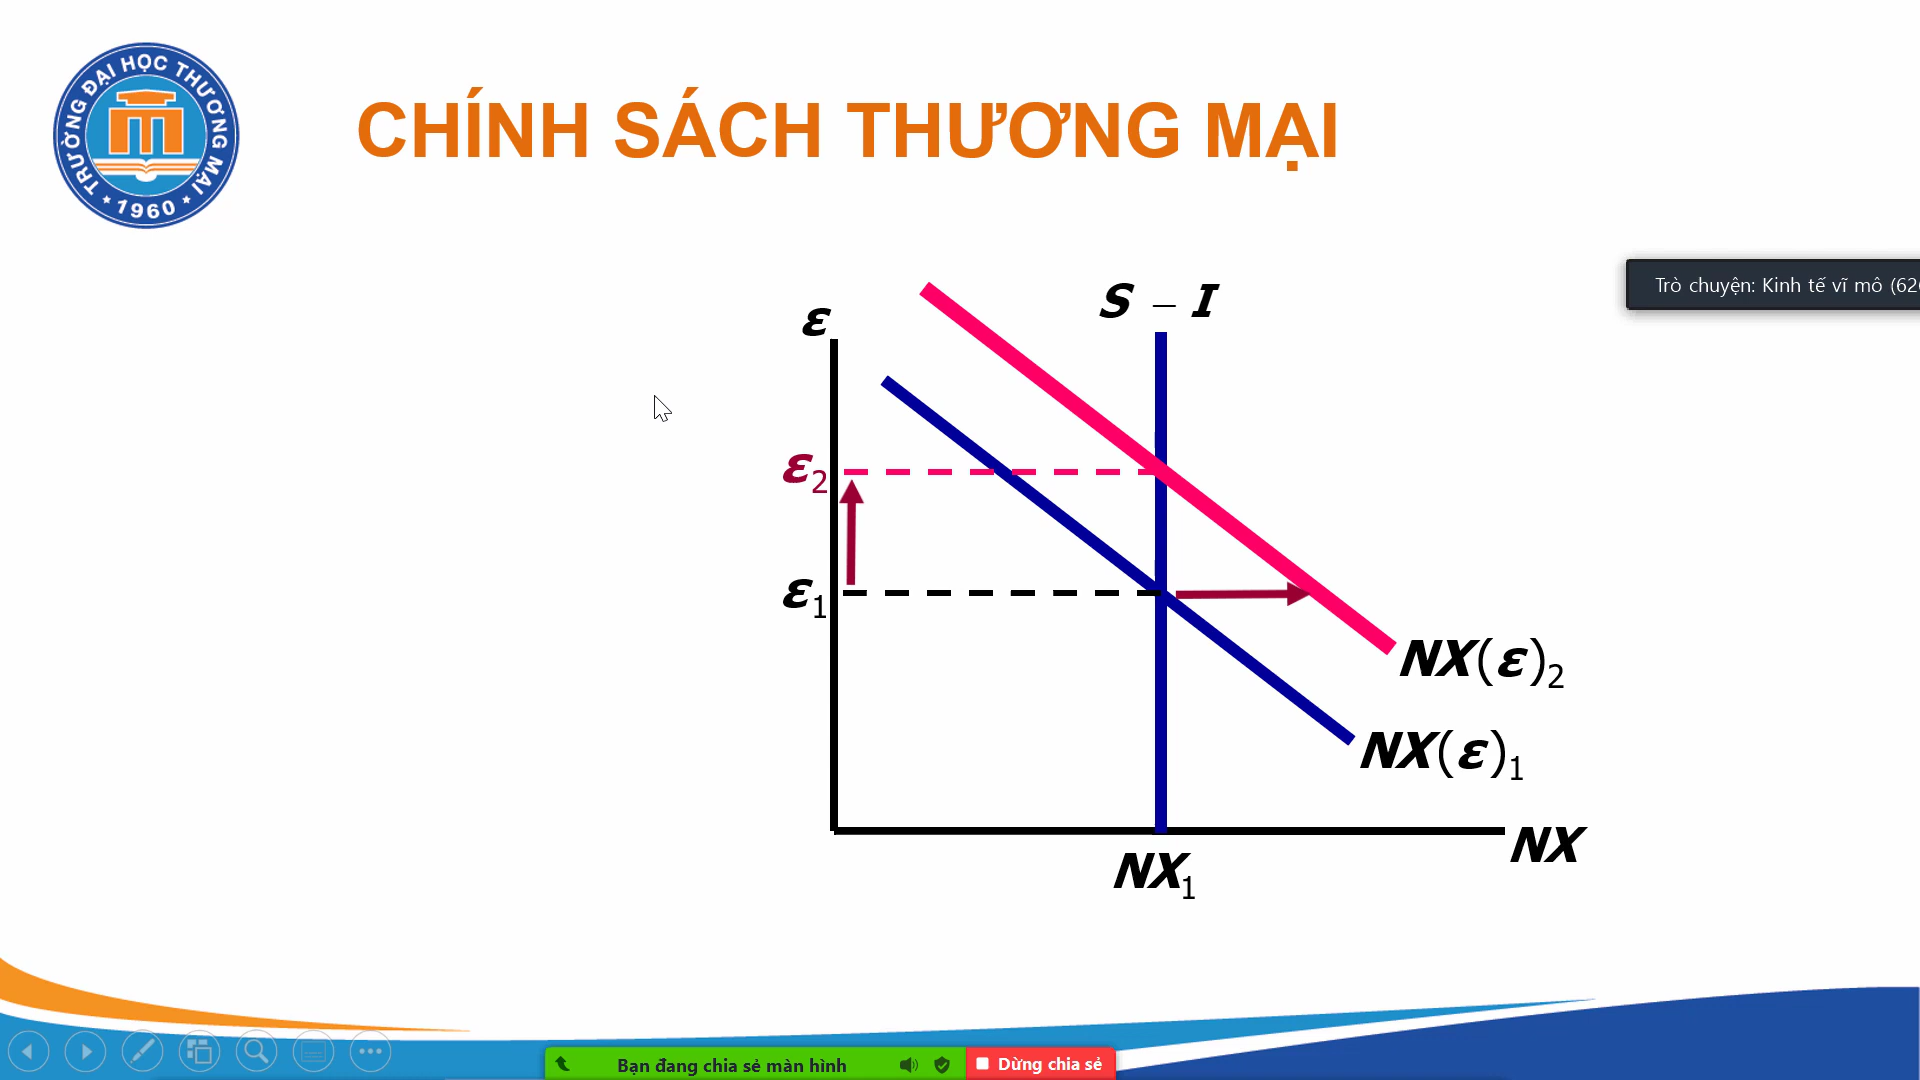 TRƯỜNG ĐẠI HỌC THƯƠNG MẠI
1960
CHÍNH SÁCH THƯƠNG MẠI
Trò chuyện: Kinh tế vĩ mô (62
S – I
ε
ε2
ε1
NX(ε)2
NX(ε)1
NX
NX1
Bạn đang chia sẻ màn hình
Dừng chia sẻ